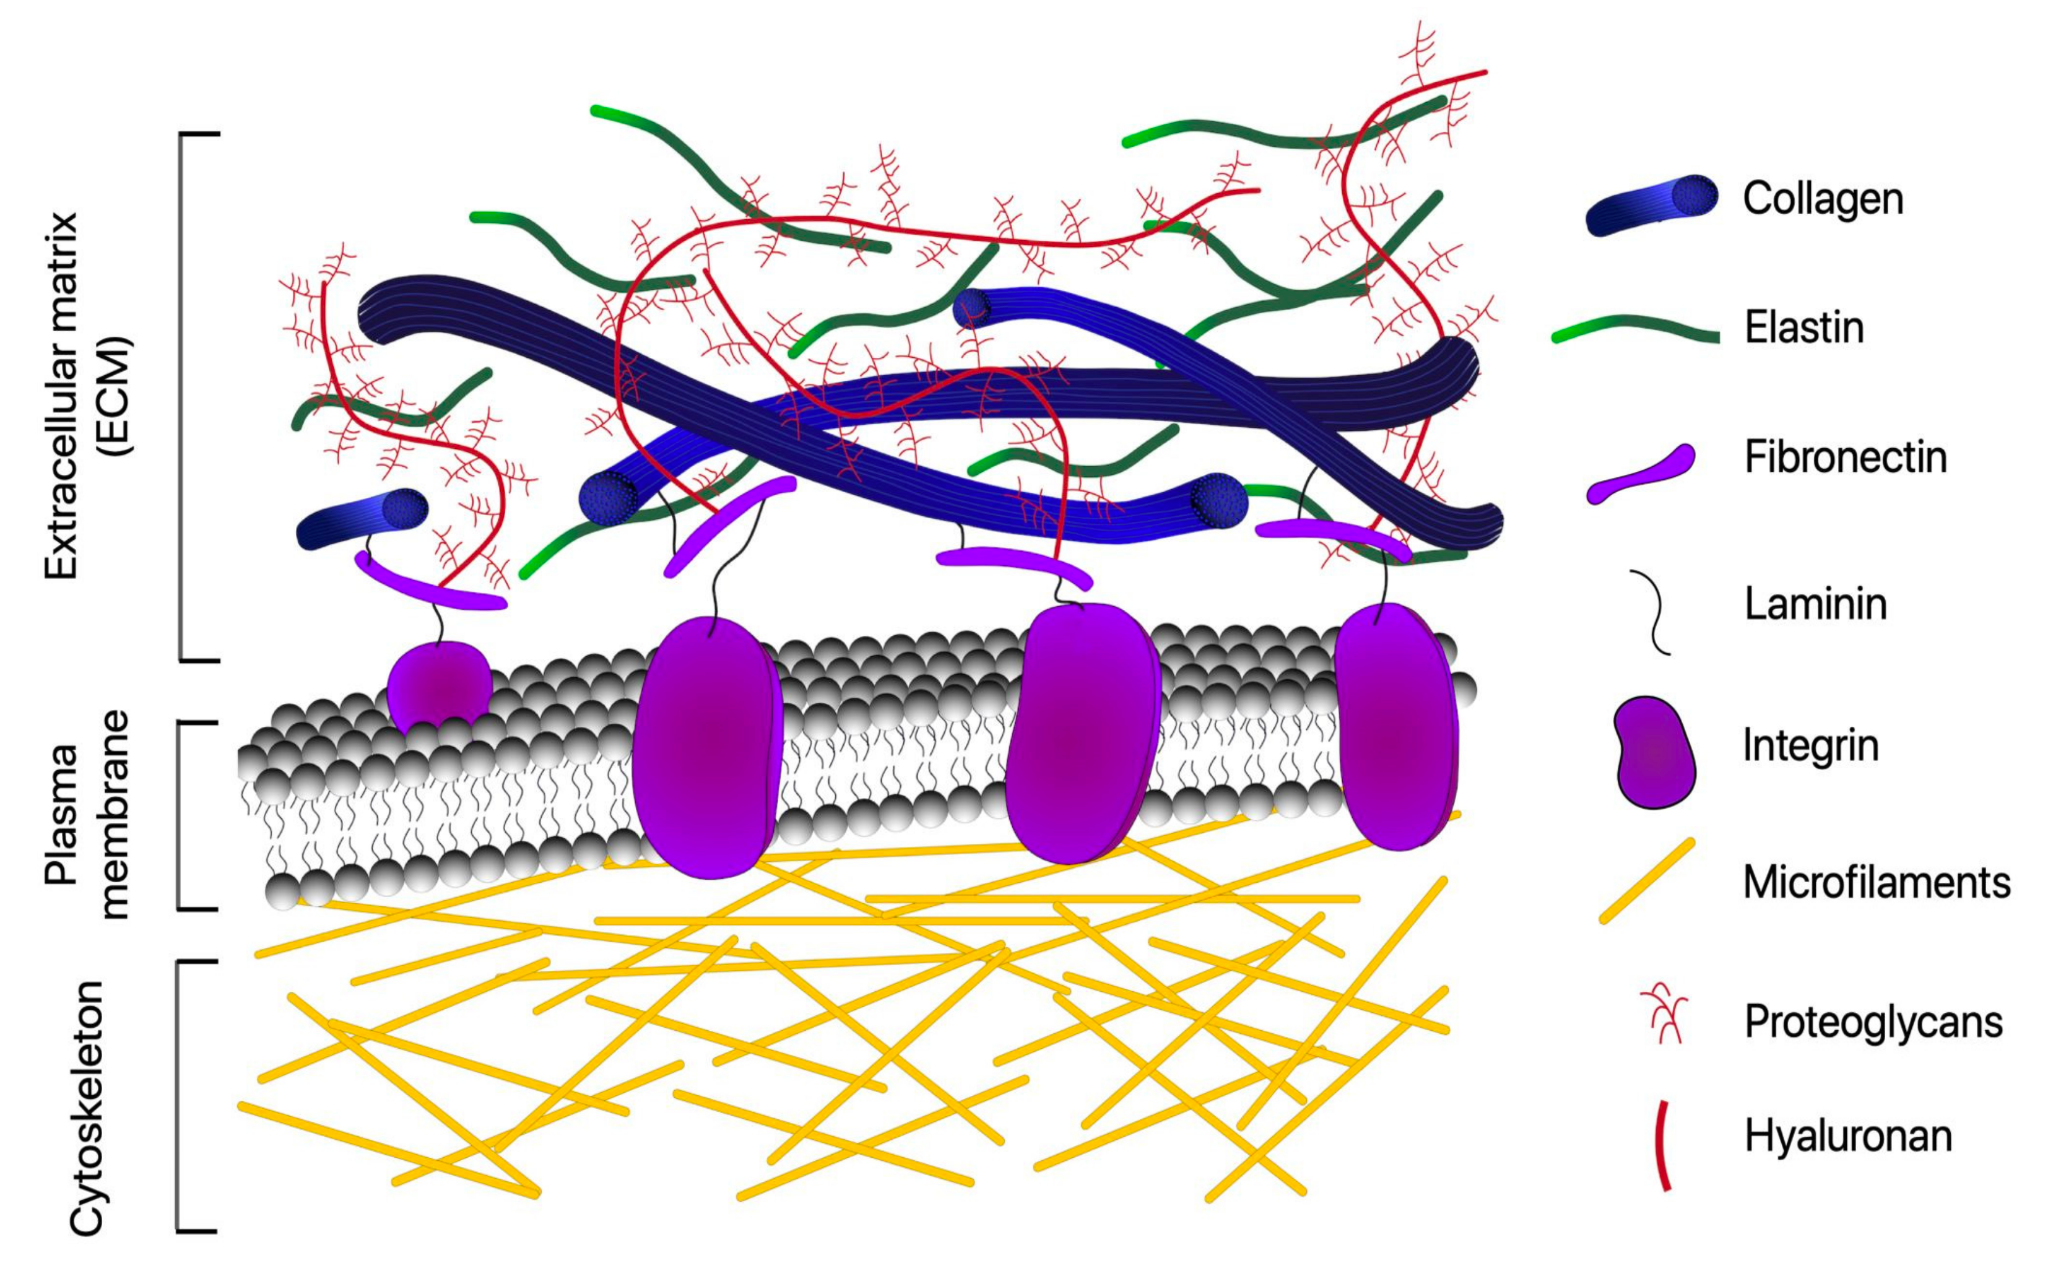 Extracellular matrix
(ECM)
Plasma
membrane
Cytoskeleton
Collagen
Elastin
Fibronectin
Laminin
Integrin
Microfilaments
Proteoglycans
Hyaluronan